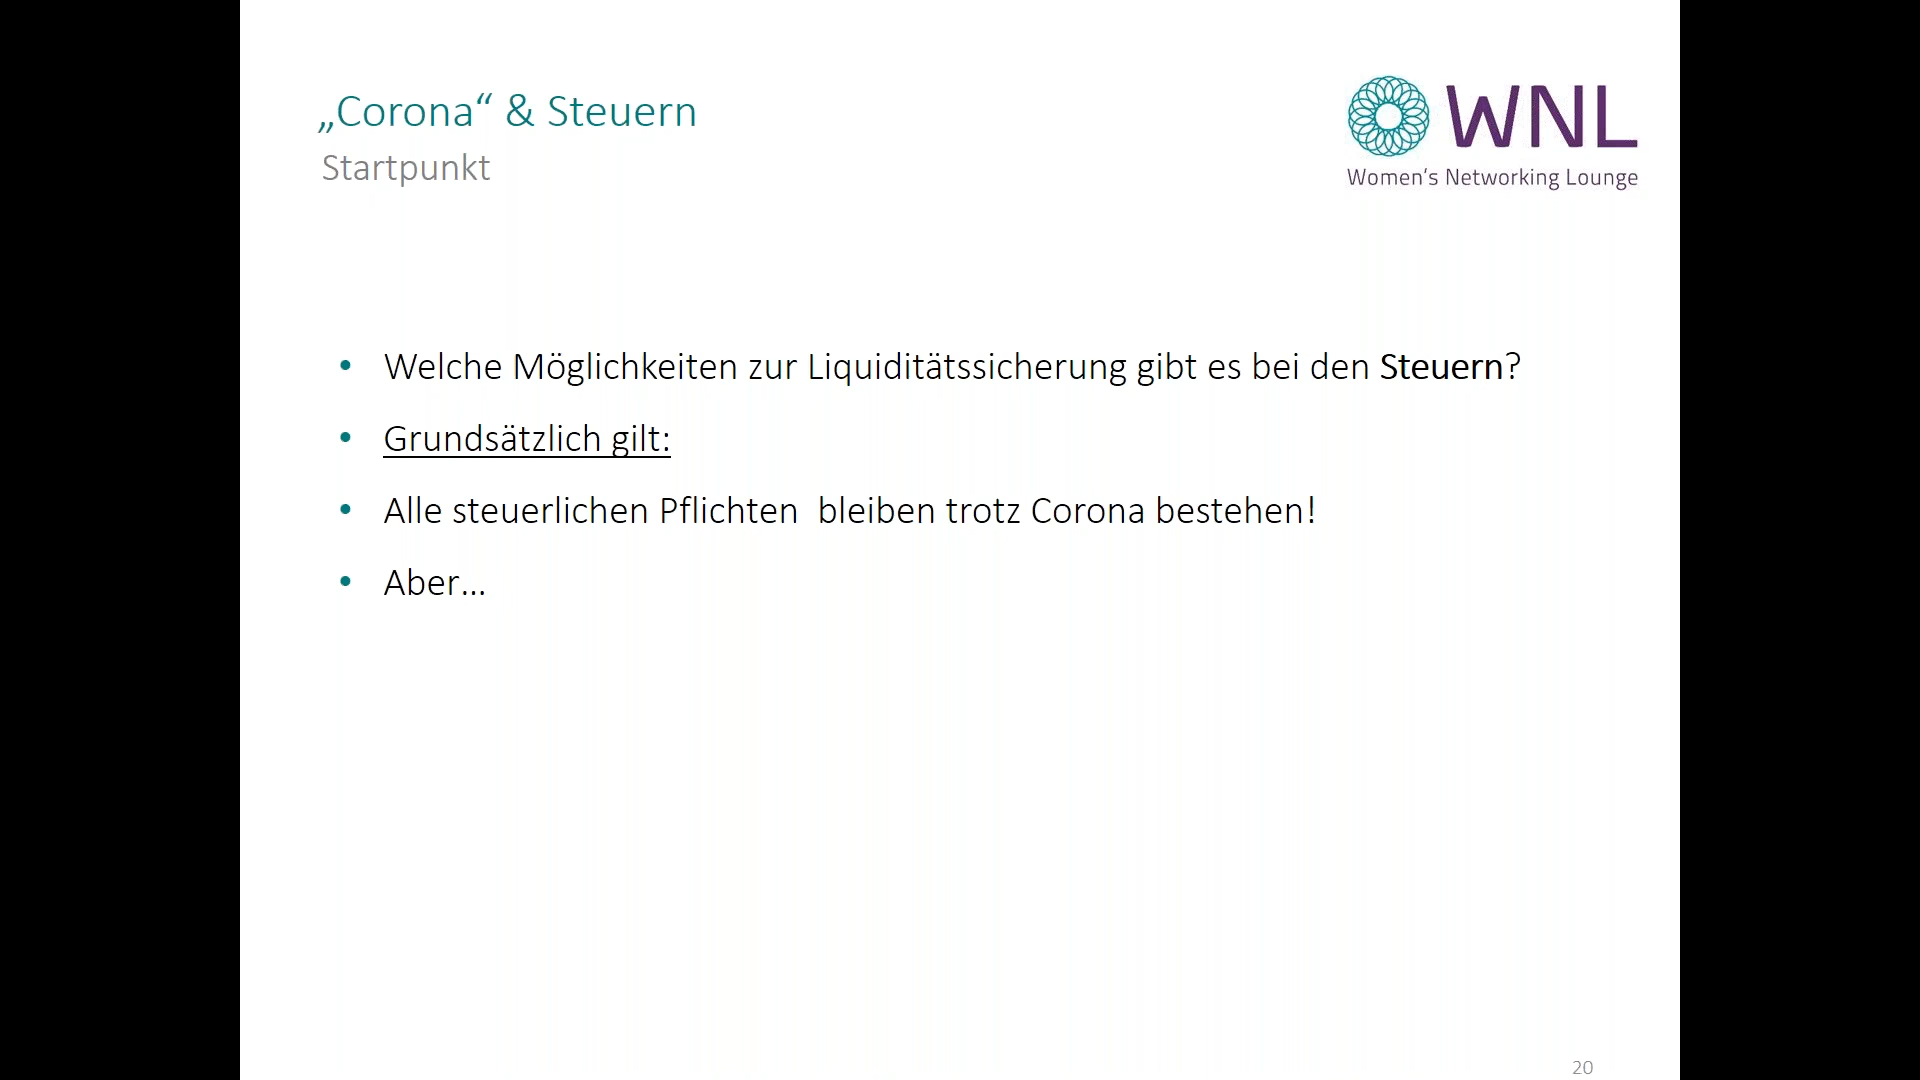 „Corona“ & Steuern
Startpunkt
WNL
Women's Networking Lounge
• Welche Möglichkeiten zur Liquiditätssicherung gibt es bei den Steuern?
• Grundsätzlich gilt:
• Alle steuerlichen Pflichten  bleiben trotz Corona bestehen!
• Aber...
20